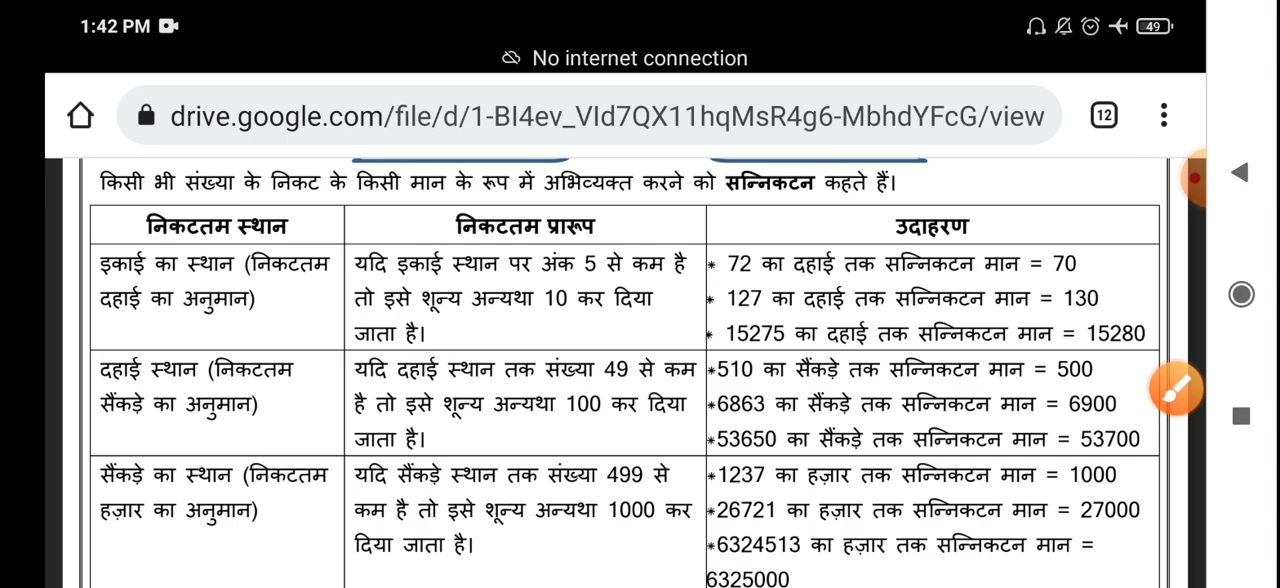 1:42 PM
49
No internet connection
drive.google.com/file/d/1-BI4ev_VId7QX11hqMsR4g6-MbhdYFcG/view
12
किसी भी संख्या के निकट के किसी मान के रूप में अभिव्यक्त करने को सन्निकटन कहते हैं।
निकटतम स्थान
निकटतम प्रारूप
उदाहरण
इकाई का स्थान (निकटतम
दहाई का अनुमान)
यदि इकाई स्थान पर अंक 5 से कम है
तो इसे शून्य अन्यथा 10 कर दिया
जाता है।
* 72 का दहाई तक सन्निकटन मान = 70
* 127 का दहाई तक सन्निकटन मान = 130
* 15275 का दहाई तक सन्निकटन मान = 15280
दहाई स्थान (निकटतम
सैंकड़े का अनुमान)
यदि दहाई स्थान तक संख्या 49 से कम
है तो इसे शून्य अन्यथा 100 कर दिया
जाता है।
*510 का सैंकड़े तक सन्निकटन मान = 500
*6863 का सैंकड़े तक सन्निकटन मान = 6900
*53650 का सैंकड़े तक सन्निकटन मान = 53700
सैंकड़े का स्थान (निकटतम
हज़ार का अनुमान)
यदि सैंकड़े स्थान तक संख्या 499 से
कम है तो इसे शून्य अन्यथा 1000 कर
दिया जाता है।
*1237 का हज़ार तक सन्निकटन मान = 1000
*26721 का हज़ार तक सन्निकटन मान = 27000
*6324513 का हज़ार तक सन्निकटन मान =
6325000